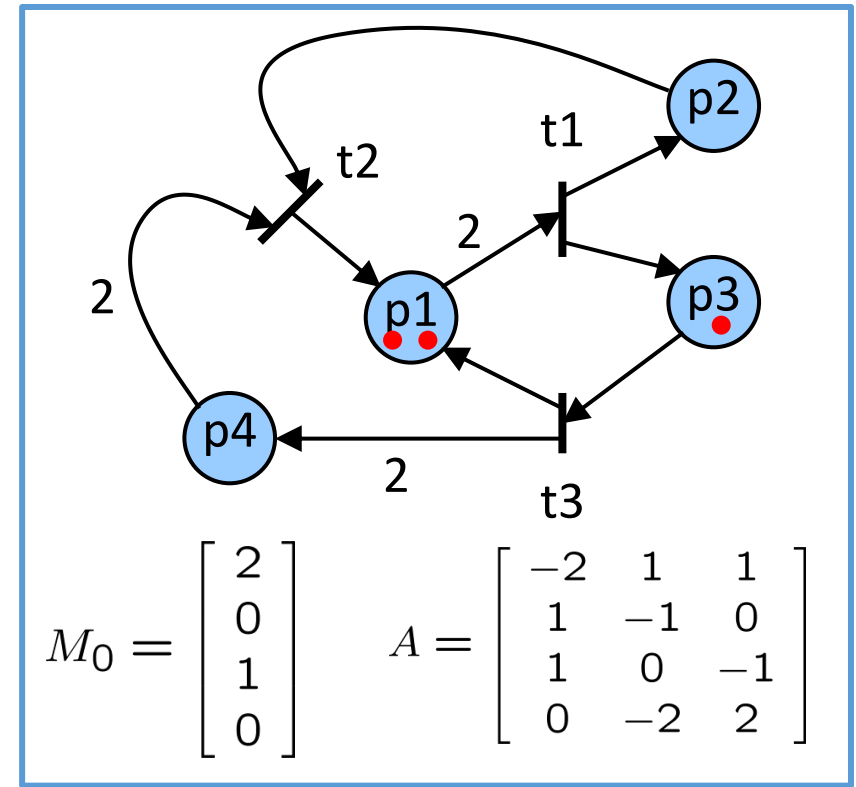 p2
t1
t2
2
2
p1
p3
p4
2
t3
M₀ = [ 2 0 1 0 ]
A = [ −2 1 1
1 −1 0
1 0 −1
0 −2 2 ]